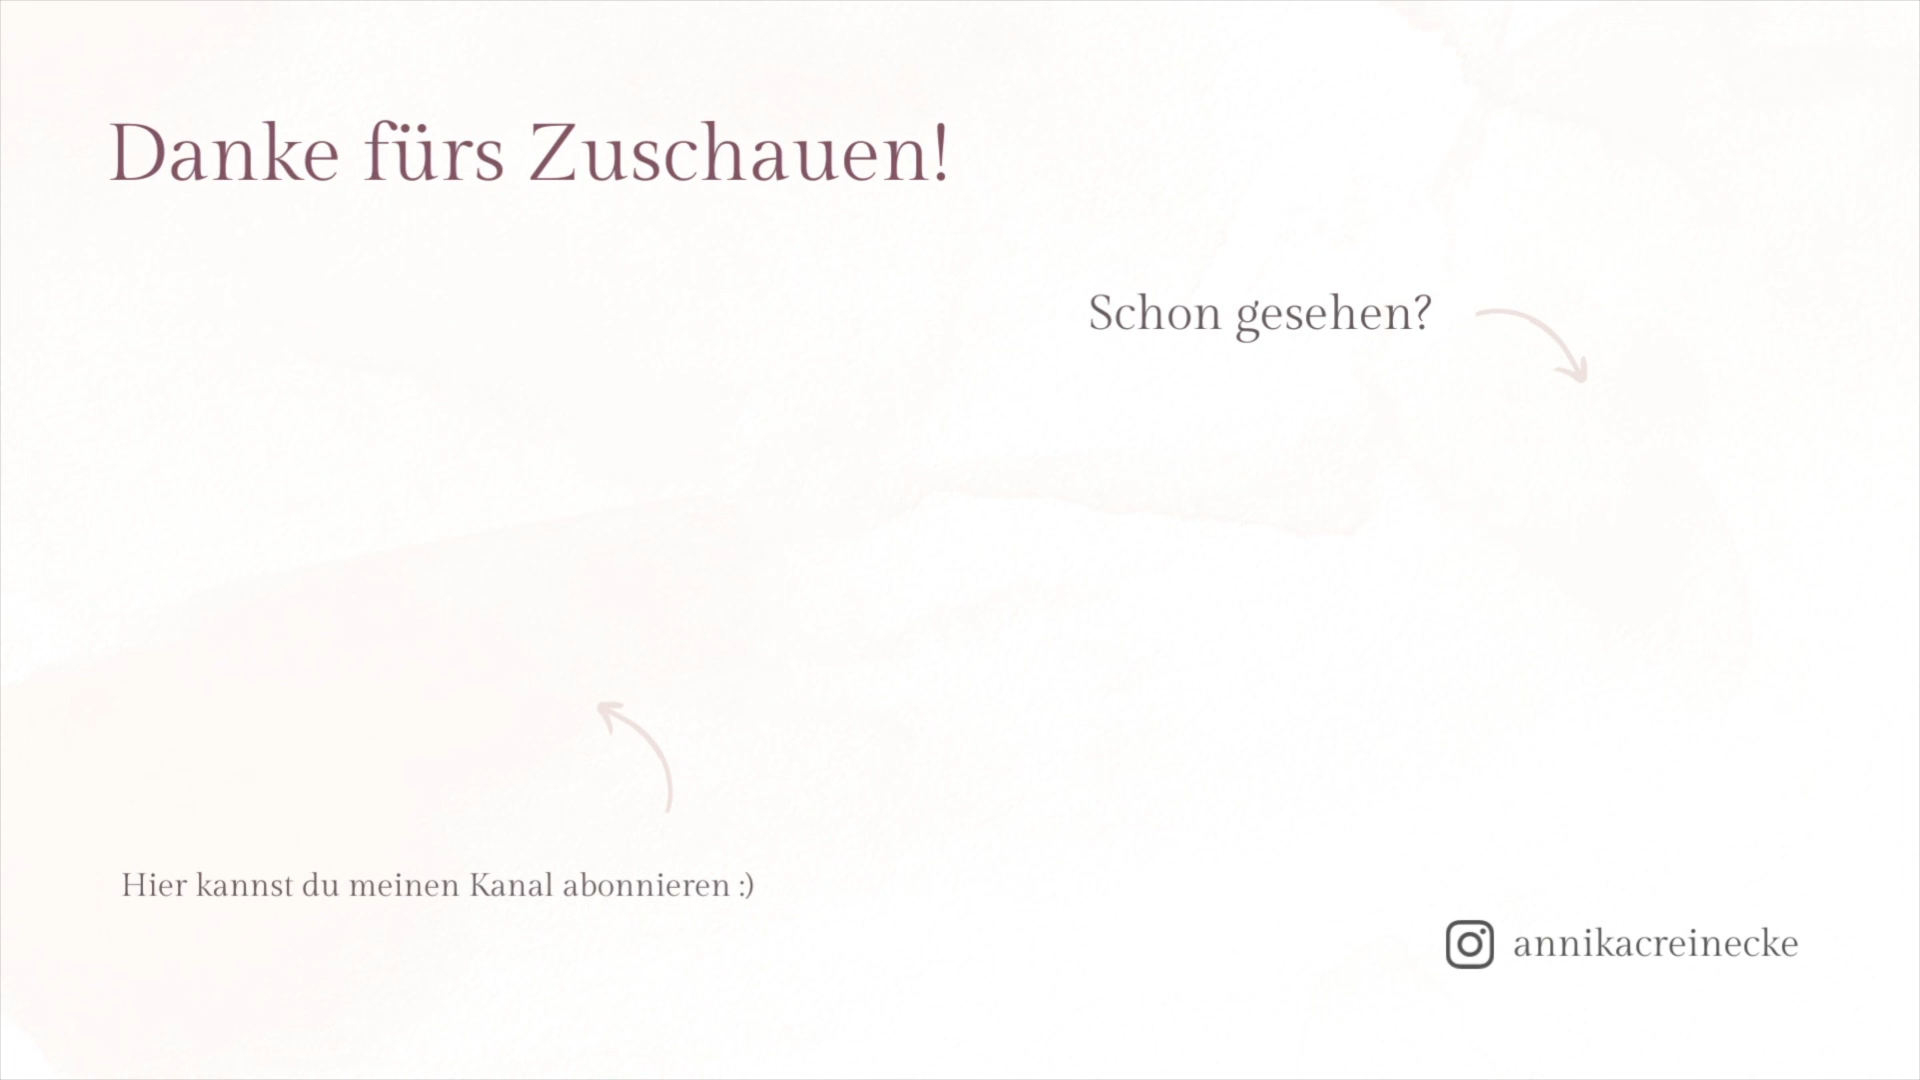 Danke fürs Zuschauen!
Schon gesehen?
Hier kannst du meinen Kanal abonnieren :)
annikacreinecke